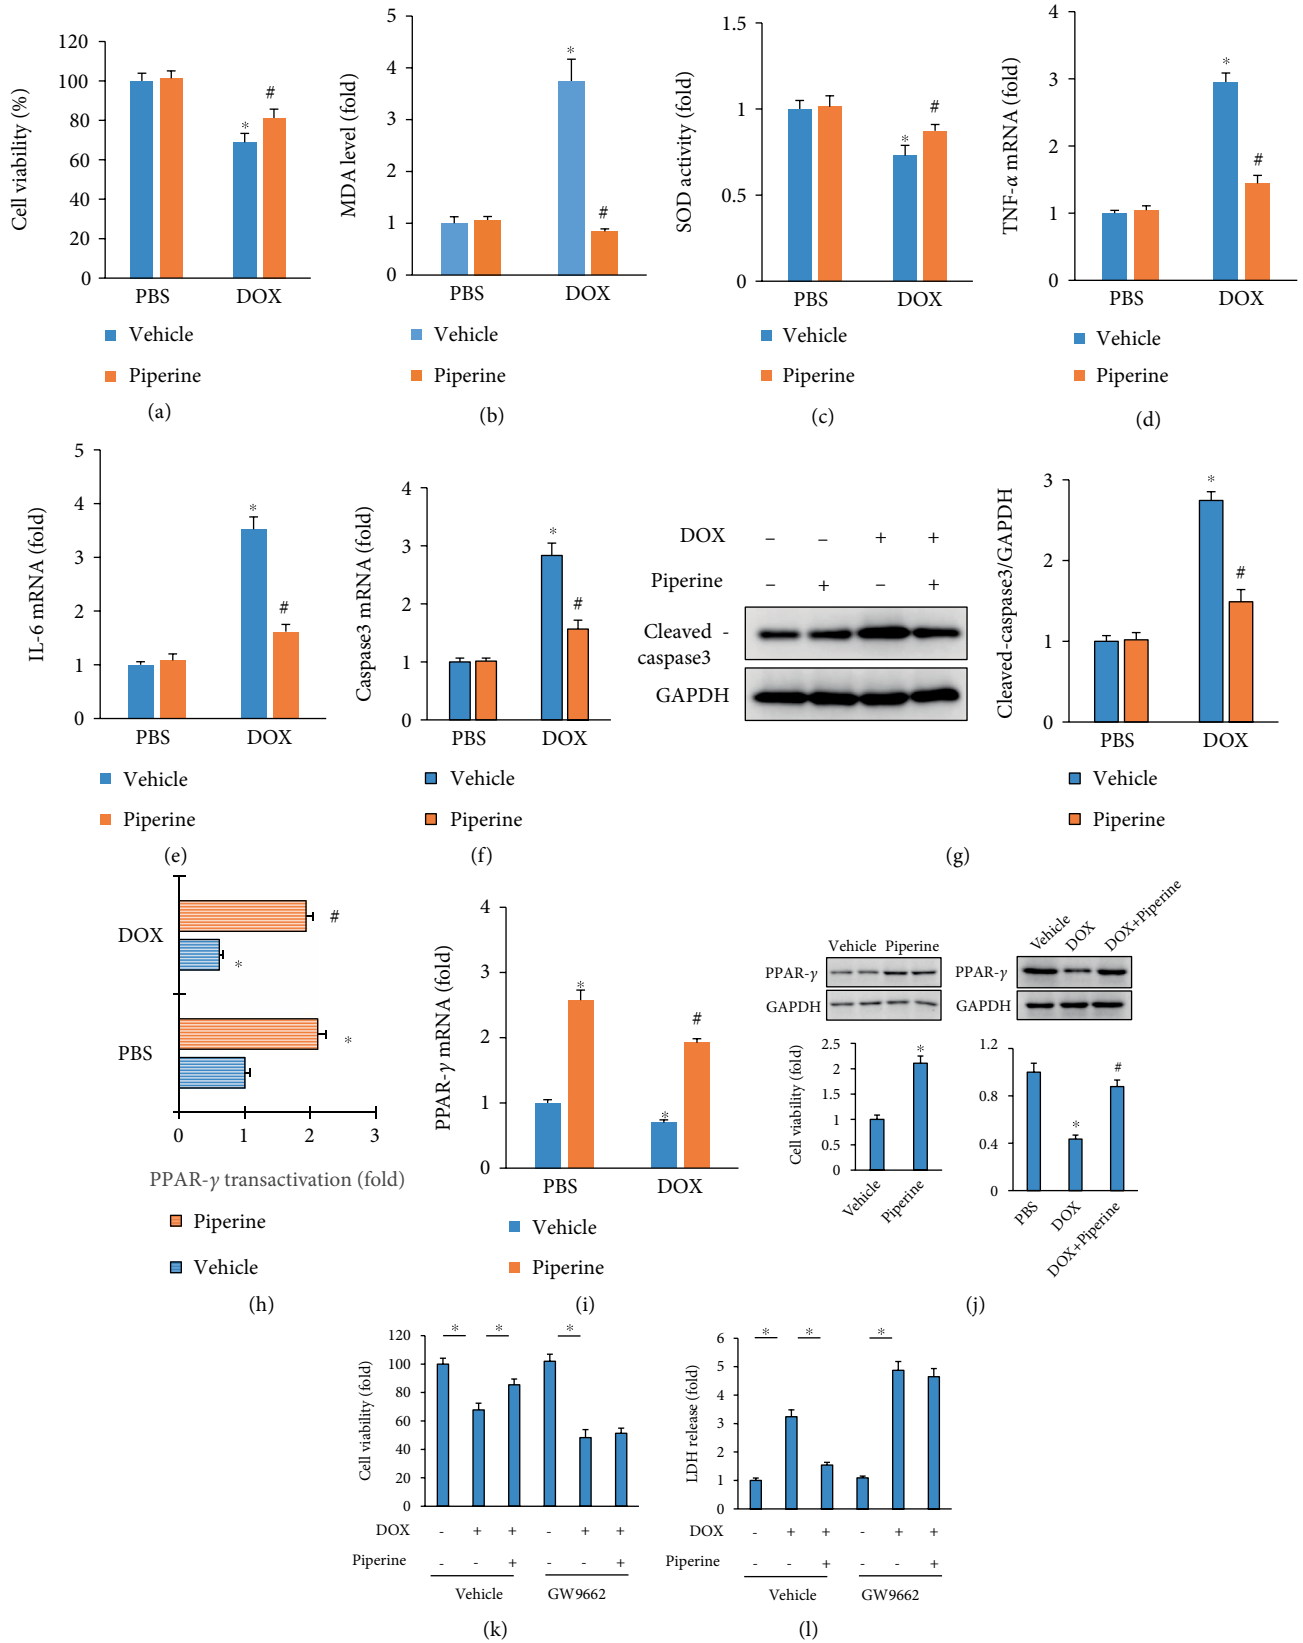 Cell viability (%)
120
100
80
60
40
20
0
*
#
PBS
DOX
Vehicle
Piperine
(a)
MDA level (fold)
5
4
3
2
1
0
*
#
PBS
DOX
Vehicle
Piperine
(b)
SOD activity (fold)
1.5
1
0.5
0
*
#
PBS
DOX
Vehicle
Piperine
(c)
TNF-α mRNA (fold)
4
3
2
1
0
*
#
PBS
DOX
Vehicle
Piperine
(d)
IL-6 mRNA (fold)
5
4
3
2
1
0
*
#
PBS
DOX
Vehicle
Piperine
(e)
Caspase3 mRNA (fold)
4
3
2
1
0
*
#
PBS
DOX
Vehicle
Piperine
(f)
DOX – – + +
Piperine – + – +
Cleaved -
caspase3
GAPDH
Cleaved-caspase3/GAPDH
3
2
1
0
*
#
PBS
DOX
Vehicle
Piperine
(g)
DOX
#
*
PBS
*
0 1 2 3
PPAR-γ transactivation (fold)
Piperine
Vehicle
(h)
PPAR-γ mRNA (fold)
4
3
2
1
0
*
*
#
PBS
DOX
Vehicle
Piperine
(i)
Vehicle Piperine
PPAR-γ
GAPDH
Cell viability (fold)
2.5
2
1.5
1
0.5
0
*
Vehicle
Piperine
Vehicle
DOX
DOX+Piperine
PPAR-γ
GAPDH
1.2
0.8
0.4
0
*
#
PBS
DOX
DOX+Piperine
(j)
Cell viability (fold)
120
100
80
60
40
20
0
* * *
DOX - + + - + +
Piperine - - + - - +
Vehicle GW9662
(k)
LDH release (fold)
6
5
4
3
2
1
0
* * *
DOX - + + - + +
Piperine - - + - - +
Vehicle GW9662
(l)